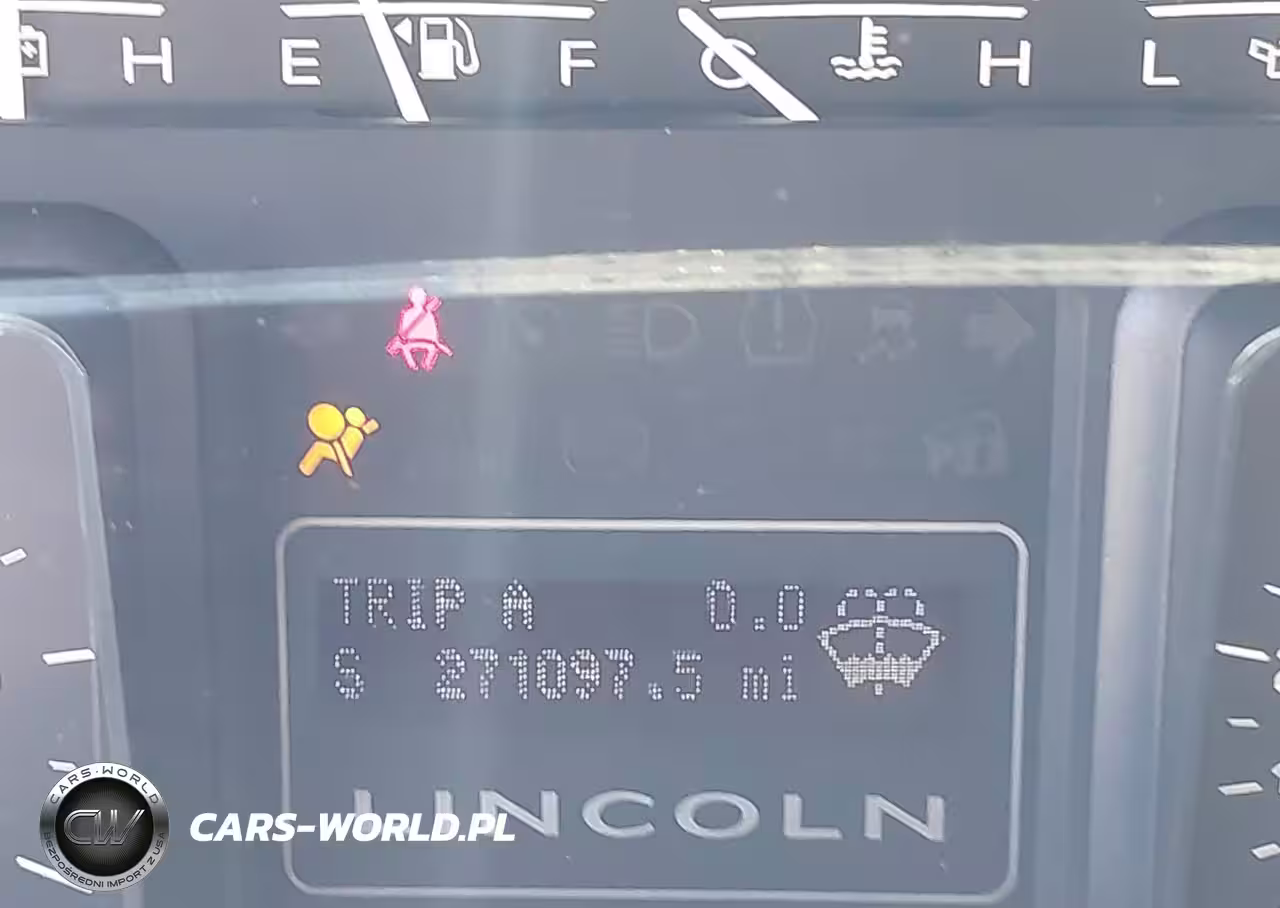 H E F C H L
TRIP A 0.0
S 271097.5 mi
LINCOLN
CARS-WORLD
CW
BEZPOŚREDNI IMPORT Z USA
CARS-WORLD.PL